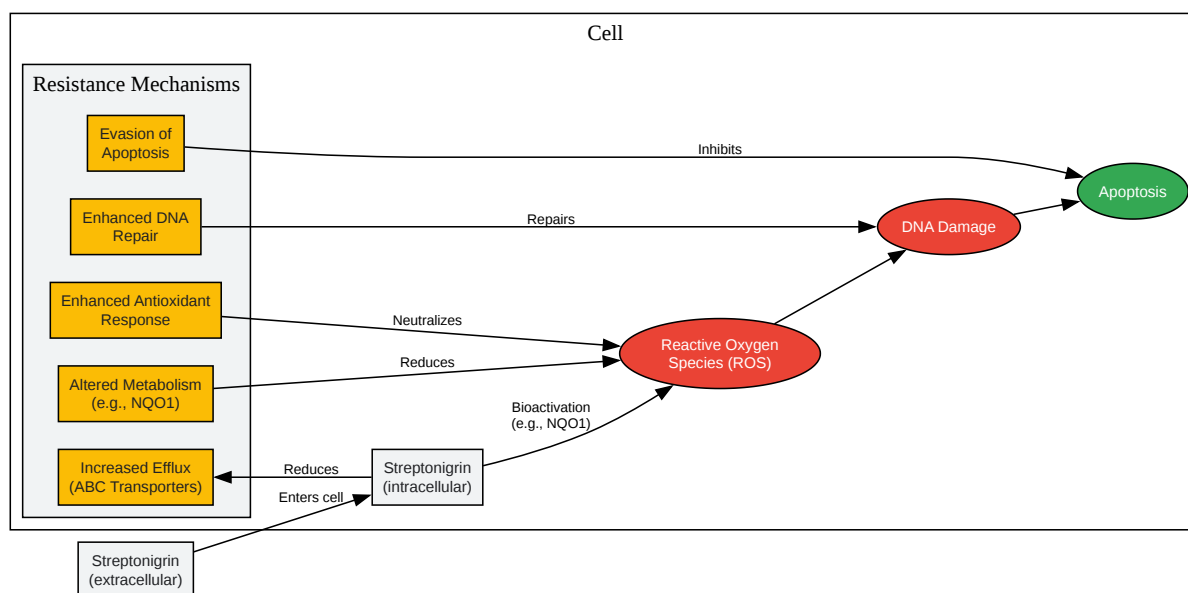 Cell
Resistance Mechanisms
Evasion of
Apoptosis
Inhibits
Apoptosis
Enhanced DNA
Repair
Repairs
DNA Damage
Enhanced Antioxidant
Response
Neutralizes
Reactive Oxygen
Species (ROS)
Altered Metabolism
(e.g., NQO1)
Reduces
Bioactivation
(e.g., NQO1)
Increased Efflux
(ABC Transporters)
Reduces
Streptonigrin
(intracellular)
Enters cell
Streptonigrin
(extracellular)